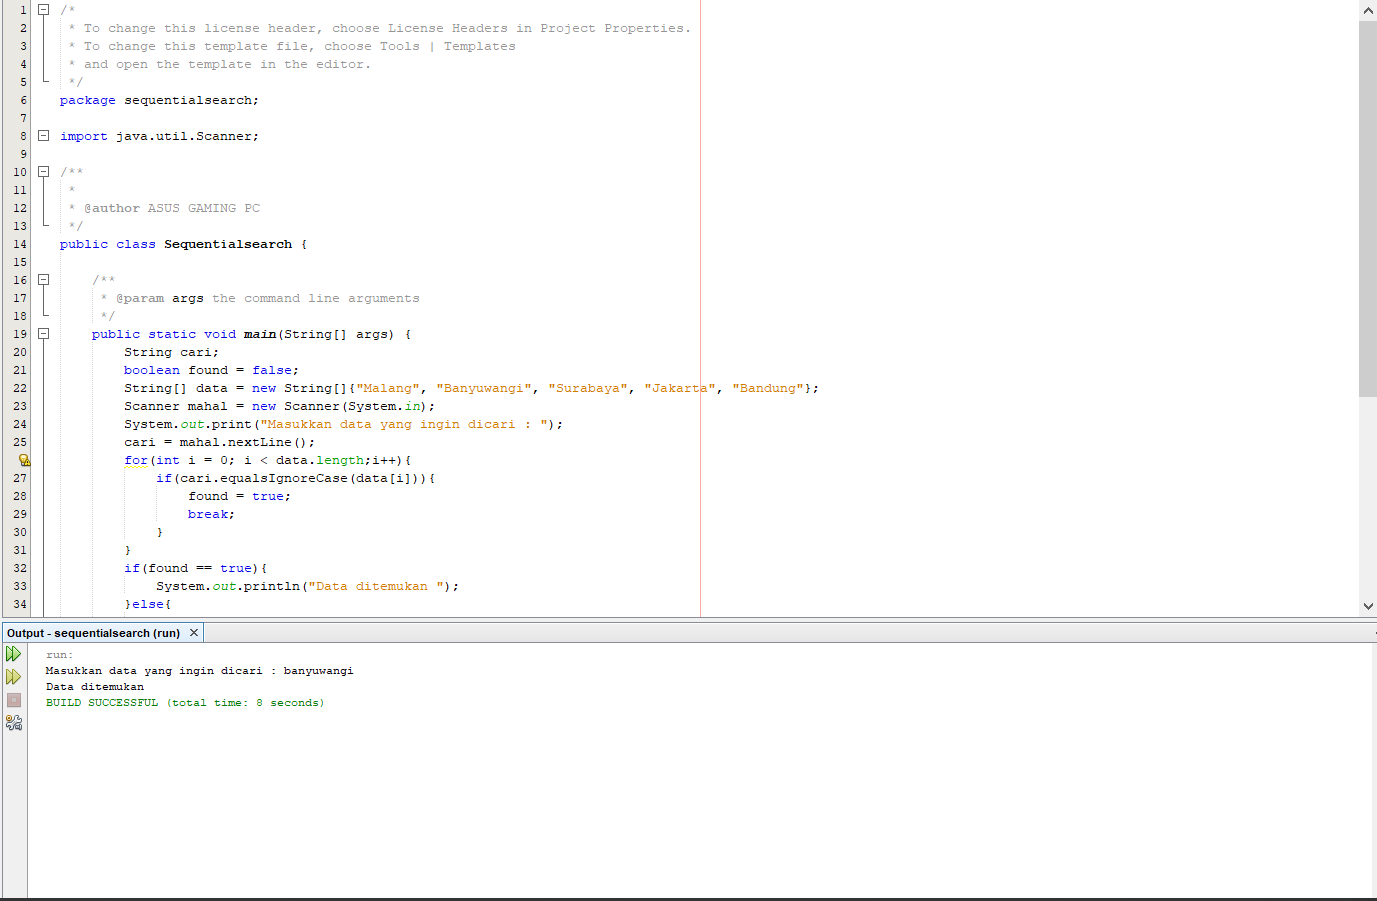 1 /*
2 * To change this license header, choose License Headers in Project Properties.
3 * To change this template file, choose Tools | Templates
4 * and open the template in the editor.
5 */
6 package sequentialsearch;
7
8 import java.util.Scanner;
9
10 /**
11 *
12 * @author ASUS GAMING PC
13 */
14 public class Sequentialsearch {
15
16 /**
17 * @param args the command line arguments
18 */
19 public static void main(String[] args) {
20 String cari;
21 boolean found = false;
22 String[] data = new String[]{"Malang", "Banyuwangi", "Surabaya", "Jakarta", "Bandung"};
23 Scanner mahal = new Scanner(System.in);
24 System.out.print("Masukkan data yang ingin dicari : ");
25 cari = mahal.nextLine();
for(int i = 0; i < data.length;i++){
27 if(cari.equalsIgnoreCase(data[i])){
28 found = true;
29 break;
30 }
31 }
32 if(found == true){
33 System.out.println("Data ditemukan ");
34 }else{
Output - sequentialsearch (run)
run:
Masukkan data yang ingin dicari : banyuwangi
Data ditemukan
BUILD SUCCESSFUL (total time: 8 seconds)